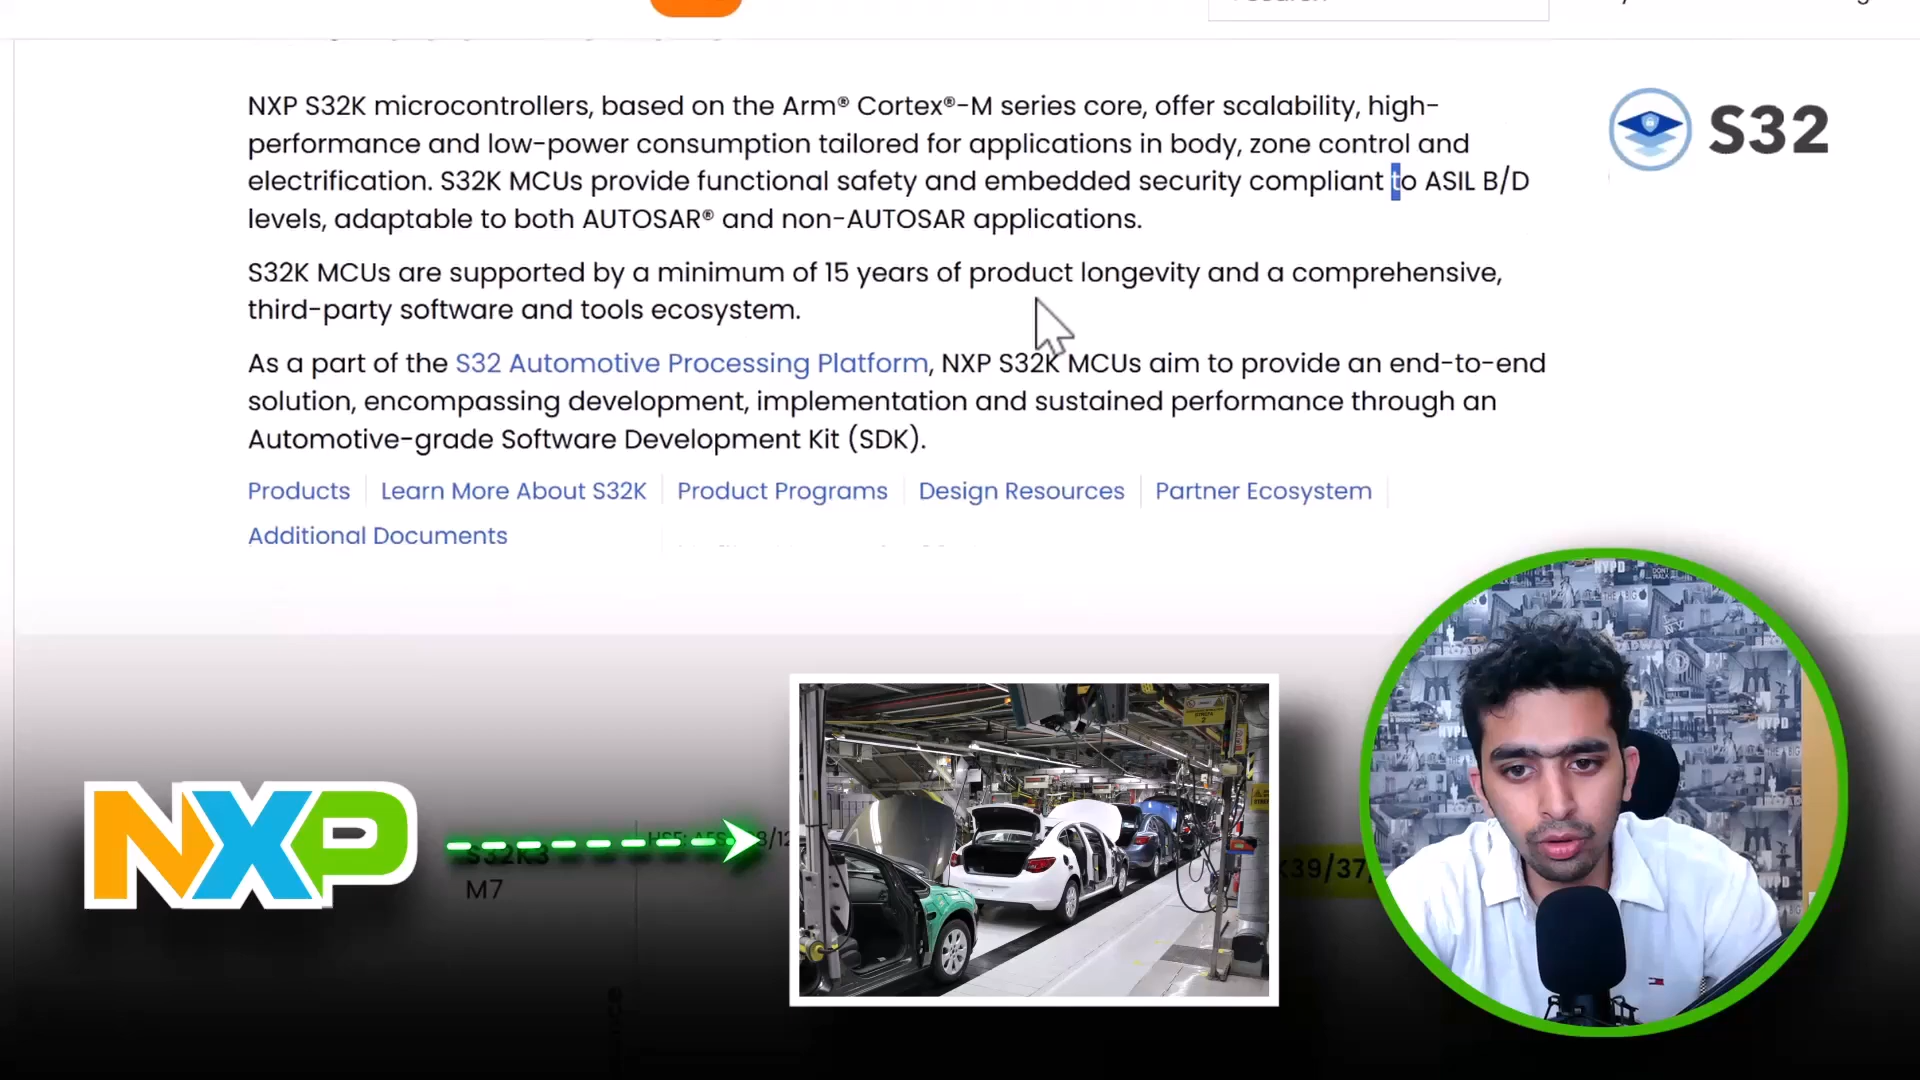 NXP S32K microcontrollers, based on the Arm® Cortex®-M series core, offer scalability, high-
performance and low-power consumption tailored for applications in body, zone control and
electrification. S32K MCUs provide functional safety and embedded security compliant to ASIL B/D
levels, adaptable to both AUTOSAR® and non-AUTOSAR applications.
S32
S32K MCUs are supported by a minimum of 15 years of product longevity and a comprehensive,
third-party software and tools ecosystem.
As a part of the S32 Automotive Processing Platform, NXP S32K MCUs aim to provide an end-to-end
solution, encompassing development, implementation and sustained performance through an
Automotive-grade Software Development Kit (SDK).
Products Learn More About S32K Product Programs Design Resources Partner Ecosystem
Additional Documents
NXP
S32K3
M7
K39/37/